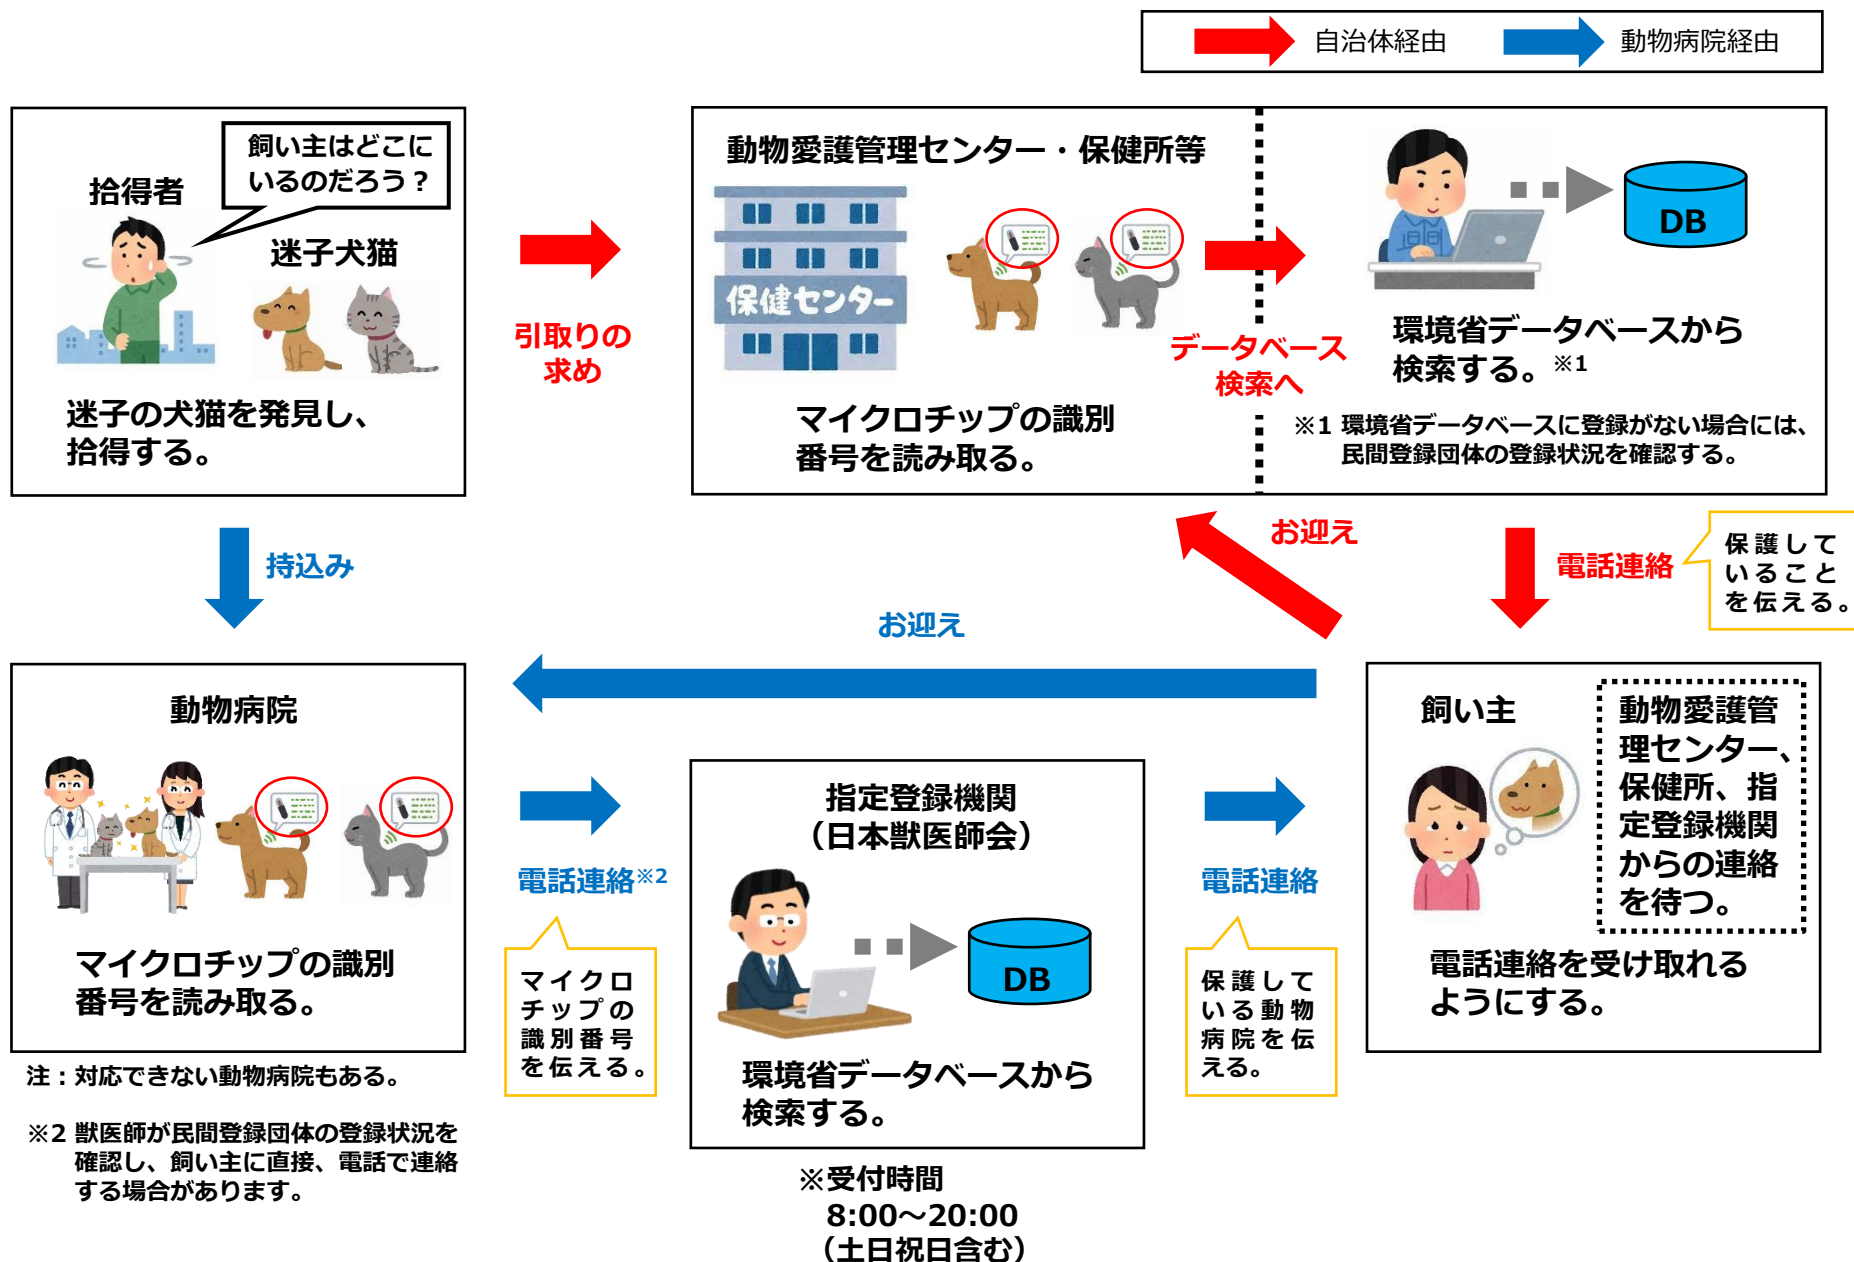 自治体経由
動物病院経由
拾得者
飼い主はどこに
いるのだろう？
迷子犬猫
迷子の犬猫を発見し、
拾得する。
引取りの
求め
動物愛護管理センター・保健所等
保健センター
マイクロチップの識別
番号を読み取る。
データベース
検索へ
DB
環境省データベースから
検索する。※1
※1 環境省データベースに登録がない場合には、
民間登録団体の登録状況を確認する。
持込み
お迎え
お迎え
電話連絡
保護して
いること
を伝える。
動物病院
マイクロチップの識別
番号を読み取る。
注：対応できない動物病院もある。
※2 獣医師が民間登録団体の登録状況を
確認し、飼い主に直接、電話で連絡
する場合があります。
電話連絡※2
マイクロ
チップの
識別番号
を伝える。
指定登録機関
（日本獣医師会）
DB
環境省データベースから
検索する。
※受付時間
8:00～20:00
（土日祝日含む）
電話連絡
保護して
いる動物
病院を伝
える。
飼い主
動物愛護管
理センター、
保健所、指
定登録機関
からの連絡
を待つ。
電話連絡を受け取れる
ようにする。